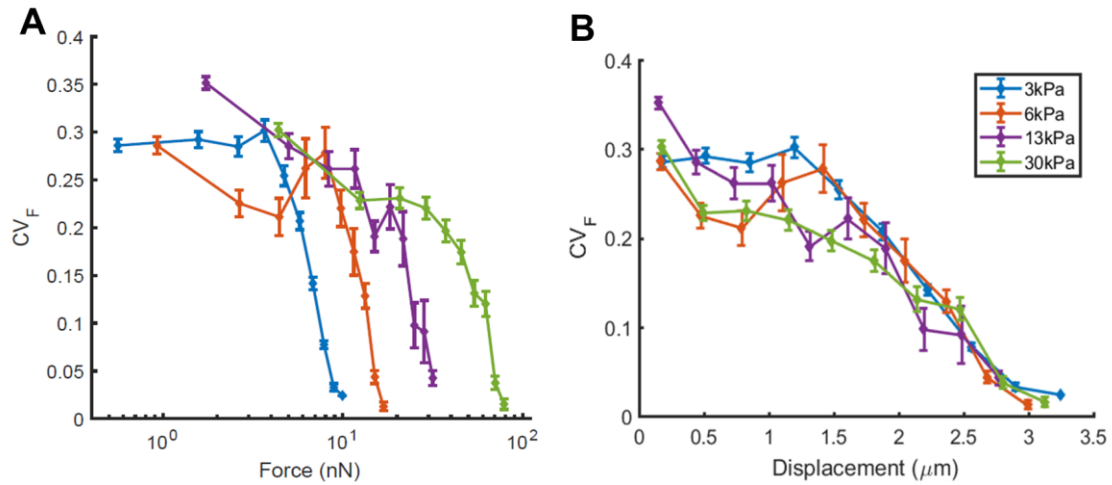 A
0.4
0.35
0.3
0.25
0.2
0.15
0.1
0.05
0
CV_F
10^0
10^1
10^2
Force (nN)
B
0.4
0.3
0.2
0.1
0
CV_F
0
0.5
1
1.5
2
2.5
3
3.5
Displacement (μm)
3kPa
6kPa
13kPa
30kPa